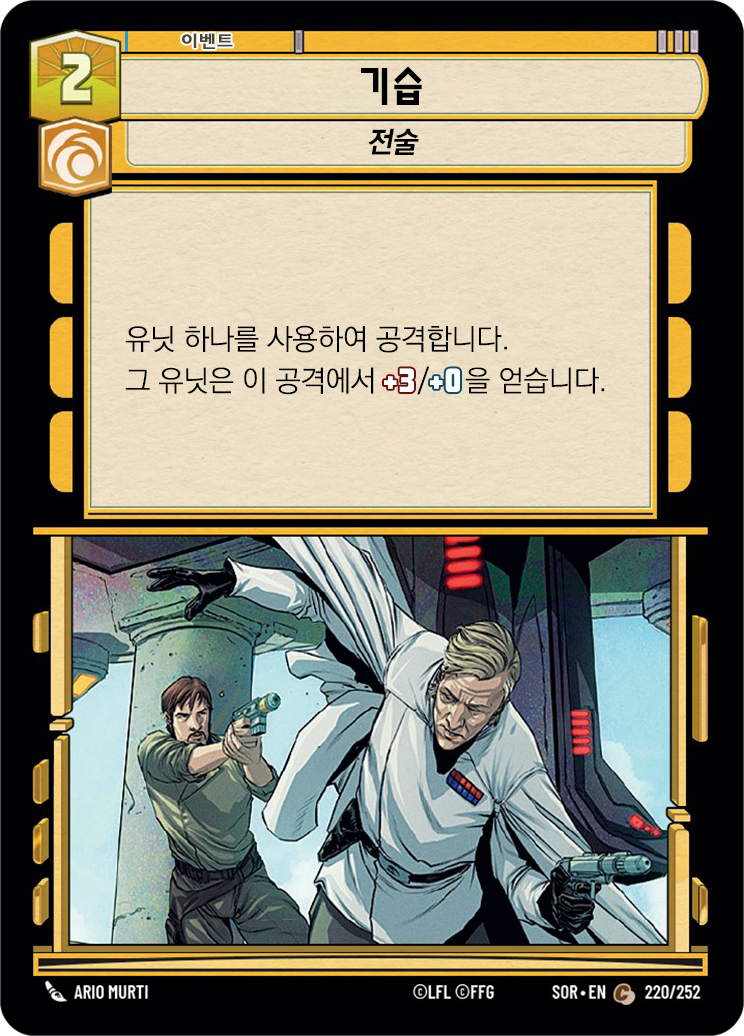 이벤트
2
기습
전술
유닛 하나를 사용하여 공격합니다.
그 유닛은 이 공격에서 +3/+0을 얻습니다.
ARIO MURTI
©LFL ©FFG
SOR•EN C 220/252